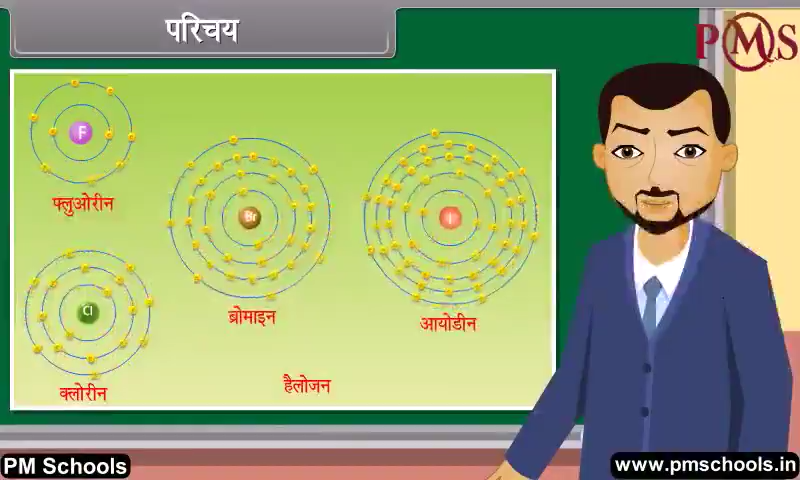 परिचय
PMS
F
फ्लुओरीन
Br
ब्रोमाइन
I
आयोडीन
Cl
क्लोरीन
हैलोजन
PM Schools
www.pmschools.in